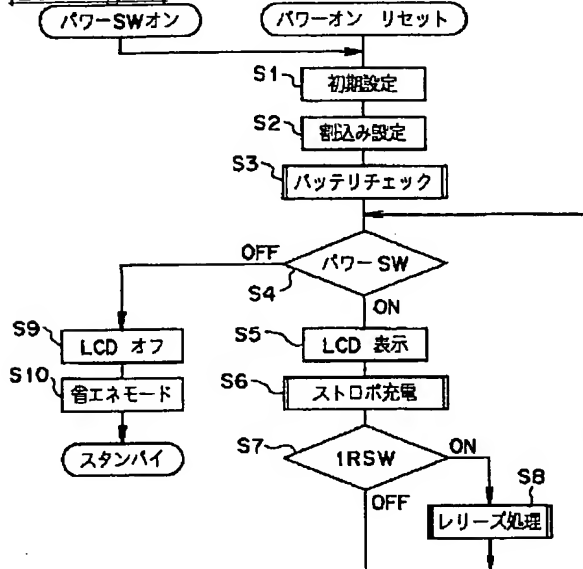 パワーSWオン
パワーオン リセット
S1
初期設定
S2
割込み設定
S3
バッテリチェック
OFF
パワーSW
S4
ON
S9
LCD オフ
S5
LCD 表示
S10
省エネモード
S6
ストロボ充電
スタンバイ
S7
1RSW
ON
OFF
S8
レリーズ処理